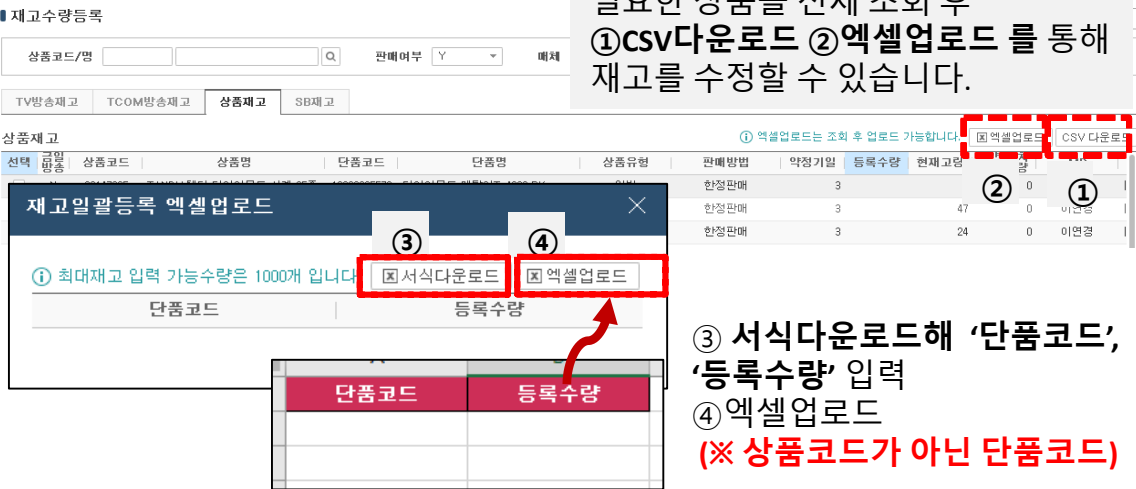 재고수량등록
필요한 상품을 전체 조회 후
①CSV다운로드 ②엑셀업로드 를 통해
재고를 수정할 수 있습니다.
상품코드/명 판매여부 Y 매체
TV방송재고 TCOM방송재고 상품재고 SB재고
상품재고 엑셀업로드는 조회 후 업로드 가능합니다. 엑셀업로드 CSV 다운로드
선택 금일방송 상품코드 상품명 단품코드 단품명 상품유형 판매방법 약정기일 등록수량 현재고량
한정판매 3 0
한정판매 3 47 0 이연경
한정판매 3 24 0 이연경
② ①
재고일괄등록 엑셀업로드
③ ④
최대재고 입력 가능수량은 1000개 입니다 서식다운로드 엑셀업로드
단품코드 등록수량
단품코드 등록수량
③ 서식다운로드해 ‘단품코드’,
‘등록수량’ 입력
④엑셀업로드
(※ 상품코드가 아닌 단품코드)